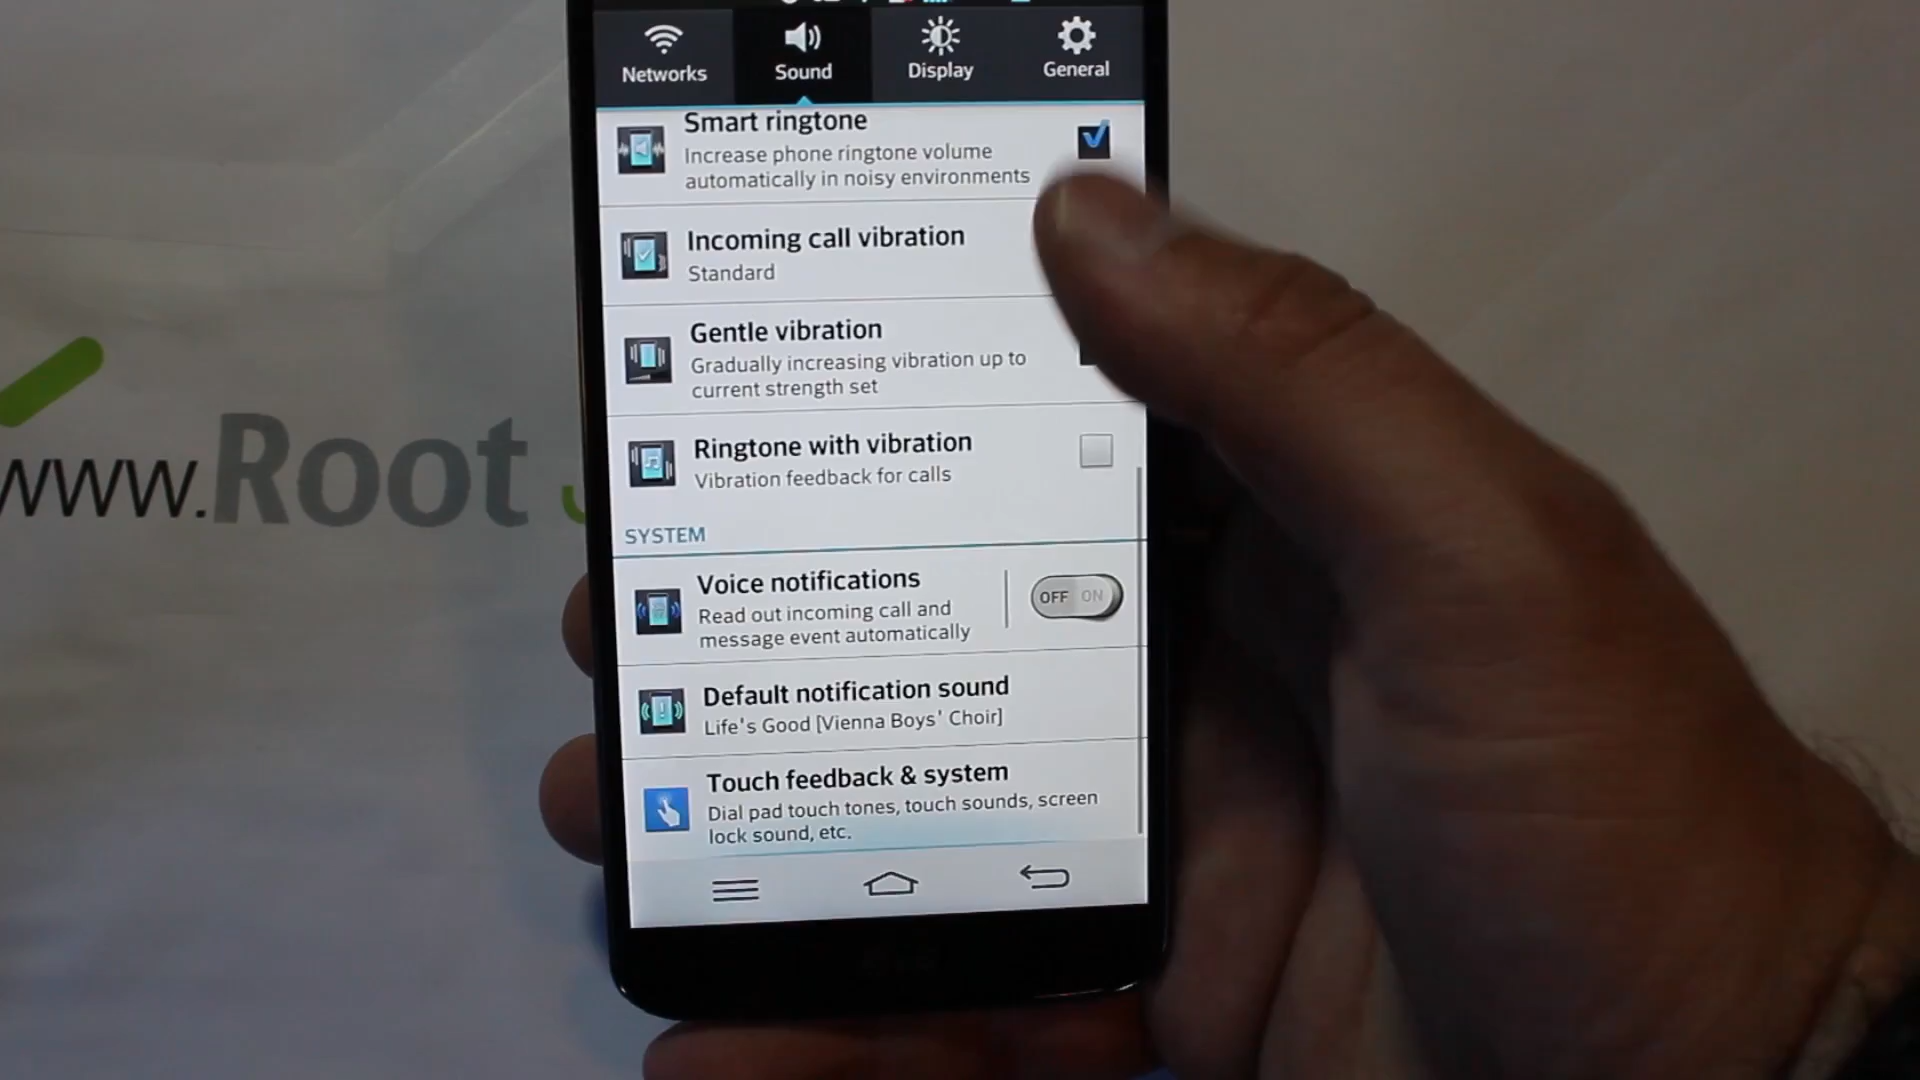 Networks
Sound
Display
General
Smart ringtone
Increase phone ringtone volume
automatically in noisy environments
Incoming call vibration
Standard
Gentle vibration
Gradually increasing vibration up to
current strength set
www.Root
Ringtone with vibration
Vibration feedback for calls
SYSTEM
Voice notifications
Read out incoming call and
message event automatically
OFF ON
Default notification sound
Life's Good [Vienna Boys' Choir]
Touch feedback & system
Dial pad touch tones, touch sounds, screen
lock sound, etc.